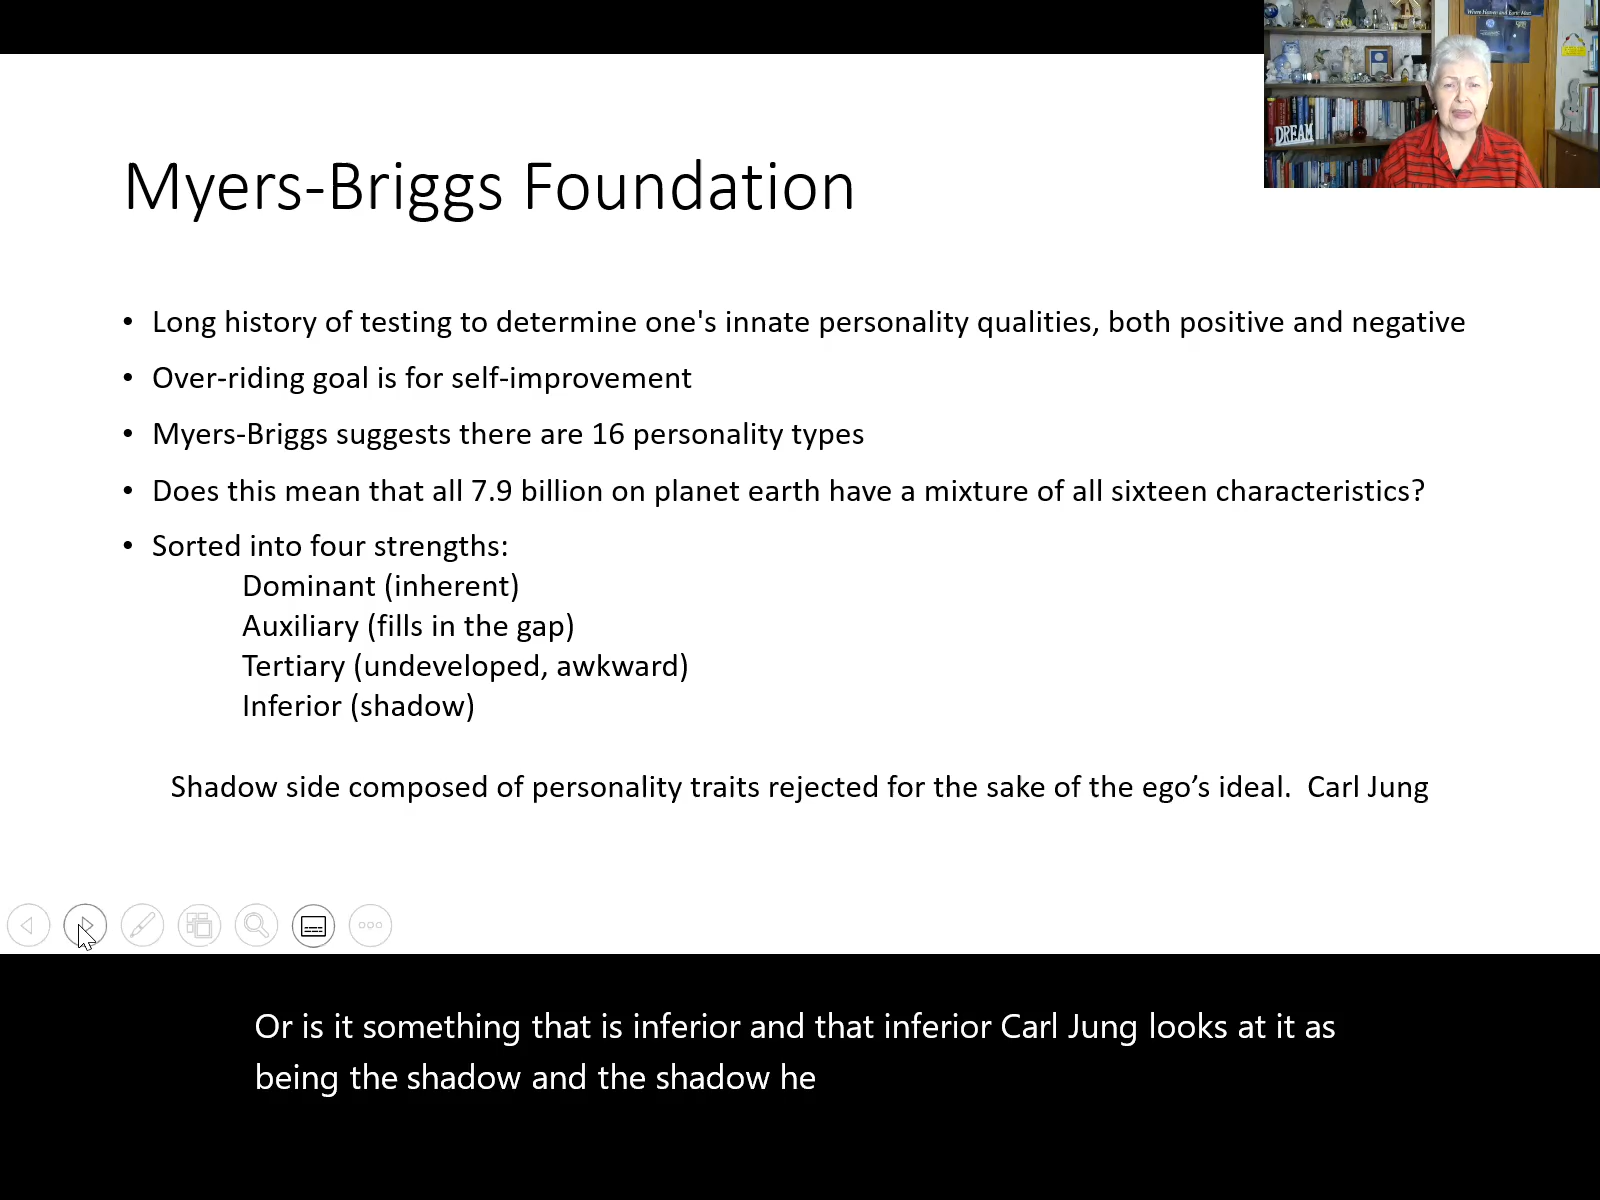 Where Heaven and Earth Meet
DREAM
Myers-Briggs Foundation
• Long history of testing to determine one's innate personality qualities, both positive and negative
• Over-riding goal is for self-improvement
• Myers-Briggs suggests there are 16 personality types
• Does this mean that all 7.9 billion on planet earth have a mixture of all sixteen characteristics?
• Sorted into four strengths:
Dominant (inherent)
Auxiliary (fills in the gap)
Tertiary (undeveloped, awkward)
Inferior (shadow)
Shadow side composed of personality traits rejected for the sake of the ego’s ideal.  Carl Jung
Or is it something that is inferior and that inferior Carl Jung looks at it as
being the shadow and the shadow he